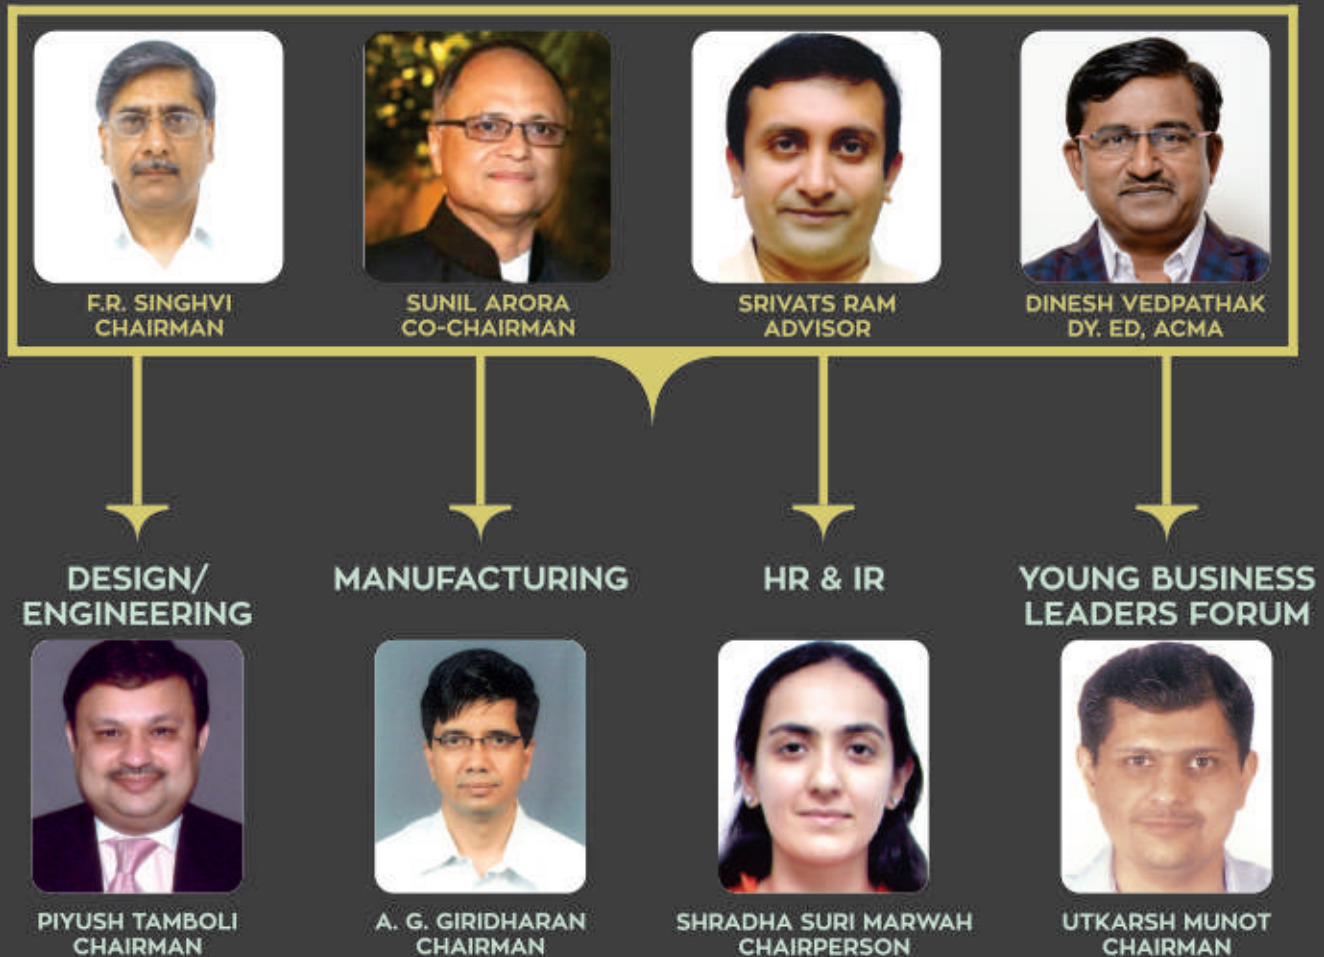 F.R. SINGHVI
CHAIRMAN
SUNIL ARORA
CO-CHAIRMAN
SRIVATS RAM
ADVISOR
DINESH VEDPATHAK
DY. ED, ACMA
DESIGN/
ENGINEERING
MANUFACTURING
HR & IR
YOUNG BUSINESS
LEADERS FORUM
PIYUSH TAMBOLI
CHAIRMAN
A. G. GIRIDHARAN
CHAIRMAN
SHRADHA SURI MARWAH
CHAIRPERSON
UTKARSH MUNOT
CHAIRMAN